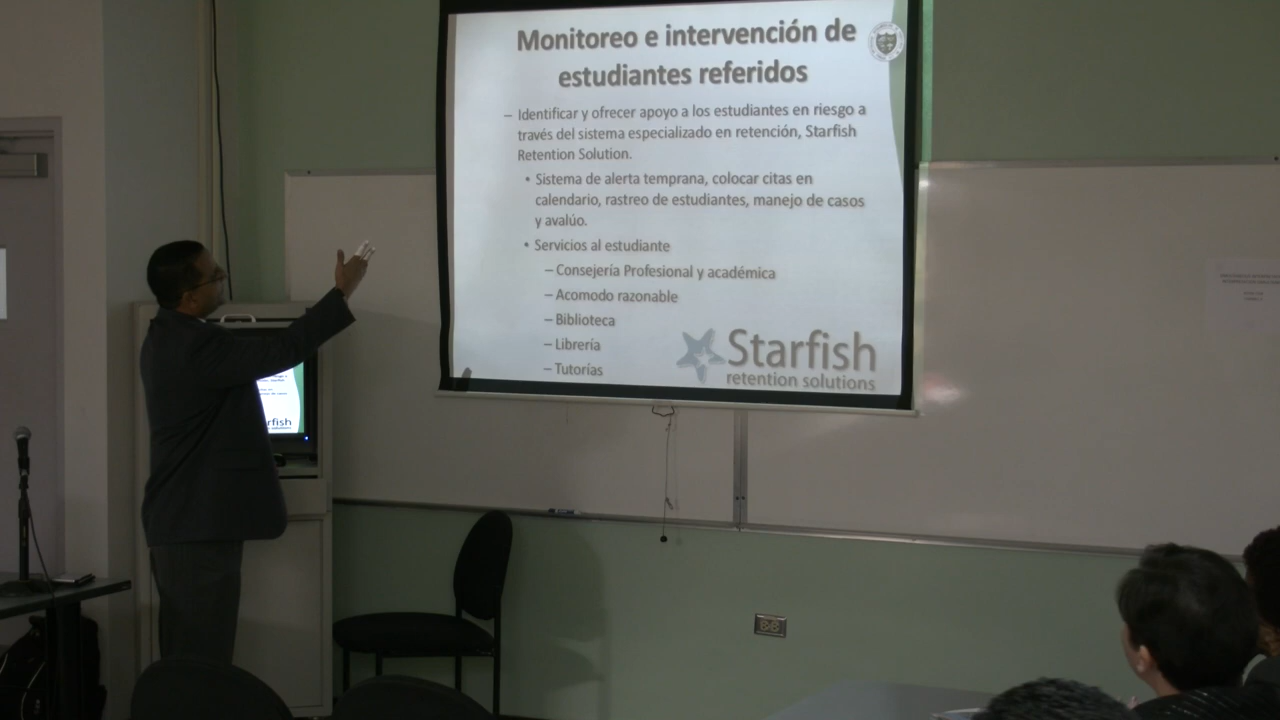 Monitoreo e intervención de
estudiantes referidos
– Identificar y ofrecer apoyo a los estudiantes en riesgo a
través del sistema especializado en retención, Starfish
Retention Solution.
• Sistema de alerta temprana, colocar citas en
calendario, rastreo de estudiantes, manejo de casos
y avalúo.
• Servicios al estudiante
– Consejería Profesional y académica
– Acomodo razonable
– Biblioteca
– Librería
– Tutorías
Starfish
retention solutions
rfish